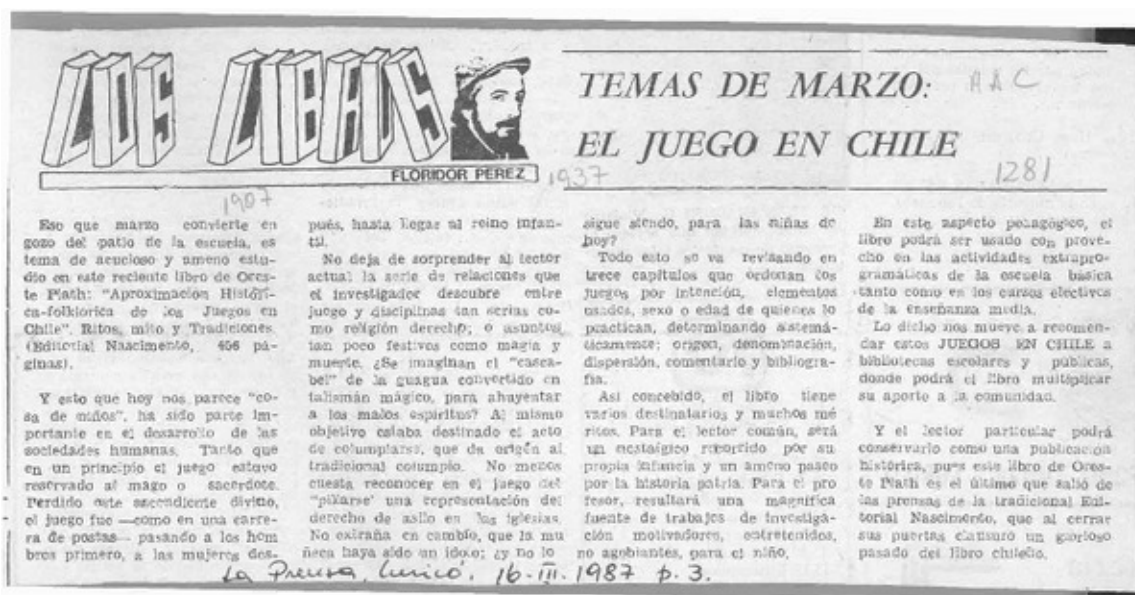 LOS LIBROS
FLORIDOR PEREZ
TEMAS DE MARZO:
EL JUEGO EN CHILE
AAC
1281
1937
1907
Eso que marzo convierte en
gozo del patio de la escuela, es
tema de acucioso y ameno estu-
dio en este reciente libro de Ores-
te Plath: "Aproximación Históri-
ca-folklórica de los Juegos en
Chile". Ritos, mito y Tradiciones.
(Editorial Nascimento, 456 pá-
ginas).
Y esto que hoy nos parece "co-
sa de niños", ha sido parte im-
portante en el desarrollo de las
sociedades humanas. Tanto que
en un principio el juego estuvo
reservado al mago o sacerdote.
Perdido este ascendiente divino,
el juego fue —como en una carre-
ra de postas— pasando a los hom
bres primero, a las mujeres des-
pués, hasta llegar al reino infan-
til.
No deja de sorprender al lector
actual la serie de relaciones que
el investigador descubre entre
juego y disciplinas tan serias co-
mo religión derecho; o asuntos
tan poco festivos como magia y
muerte. ¿Se imaginan el "casca-
bel" de la guagua convertido en
talismán mágico, para ahuyentar
a los malos espíritus? Al mismo
objetivo estaba destinado el acto
de columpiarse, que da origen al
tradicional columpio. No menos
cuesta reconocer en el juego del
"pillarse' una representación del
derecho de asilo en las iglesias.
No extraña en cambio, que la mu
ñeca haya sido un ídolo: ¿y no lo
sigue siendo, para las niñas de
hoy?
Todo esto se va revisando en
trece capítulos que ordenan los
juegos por intención, elementos
usados, sexo o edad de quienes lo
practican, determinando sistemá-
ticamente: origen, denominación,
dispersión, comentario y bibliogra-
fía.
Así concebido, el libro tiene
varios destinatarios y muchos mé
ritos. Para el lector común, será
un nostálgico recorrido por su
propia infancia y un ameno paseo
por la historia patria. Para el pro
fesor, resultará una magnífica
fuente de trabajos de investiga-
ción motivadores, entretenidos,
no agobiantes, para el niño.
En este aspecto pedagógico, el
libro podrá ser usado con prove-
cho en las actividades extrapro-
gramáticas de la escuela básica
tanto como en los cursos electivos
de la enseñanza media.
Lo dicho nos mueve a recomen-
dar estos JUEGOS EN CHILE a
bibliotecas escolares y públicas,
donde podrá el libro multiplicar
su aporte a la comunidad.
Y el lector particular podrá
conservarlo como una publicación
histórica, pues este libro de Ores-
te Plath es el último que salió de
las prensas de la tradicional Edi-
torial Nascimento, que al cerrar
sus puertas clausuró un glorioso
pasado del libro chileno.
La Prensa, Curicó, 16-III-1987 p. 3.